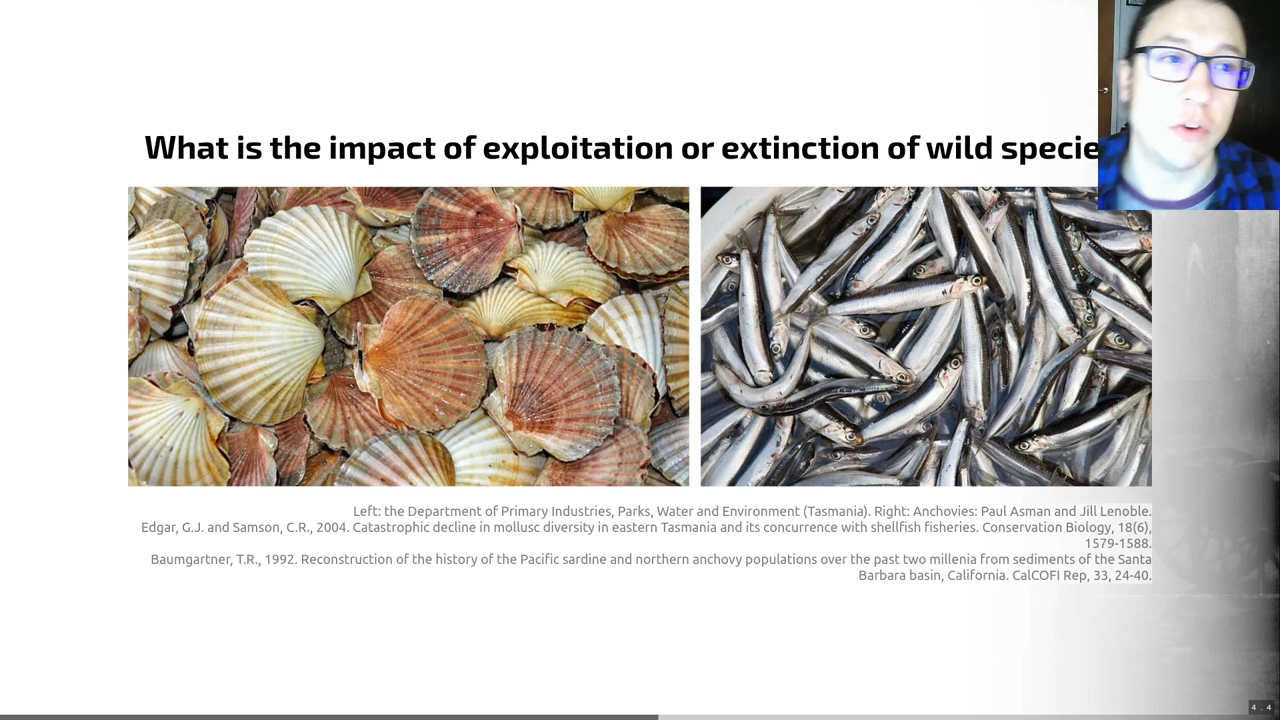 What is the impact of exploitation or extinction of wild specie
Left: the Department of Primary Industries, Parks, Water and Environment (Tasmania). Right: Anchovies: Paul Asman and Jill Lenoble.
Edgar, G.J. and Samson, C.R., 2004. Catastrophic decline in mollusc diversity in eastern Tasmania and its concurrence with shellfish fisheries. Conservation Biology, 18(6),
1579-1588.
Baumgartner, T.R., 1992. Reconstruction of the history of the Pacific sardine and northern anchovy populations over the past two millenia from sediments of the Santa
Barbara basin, California. CalCOFI Rep, 33, 24-40.
4 . 4